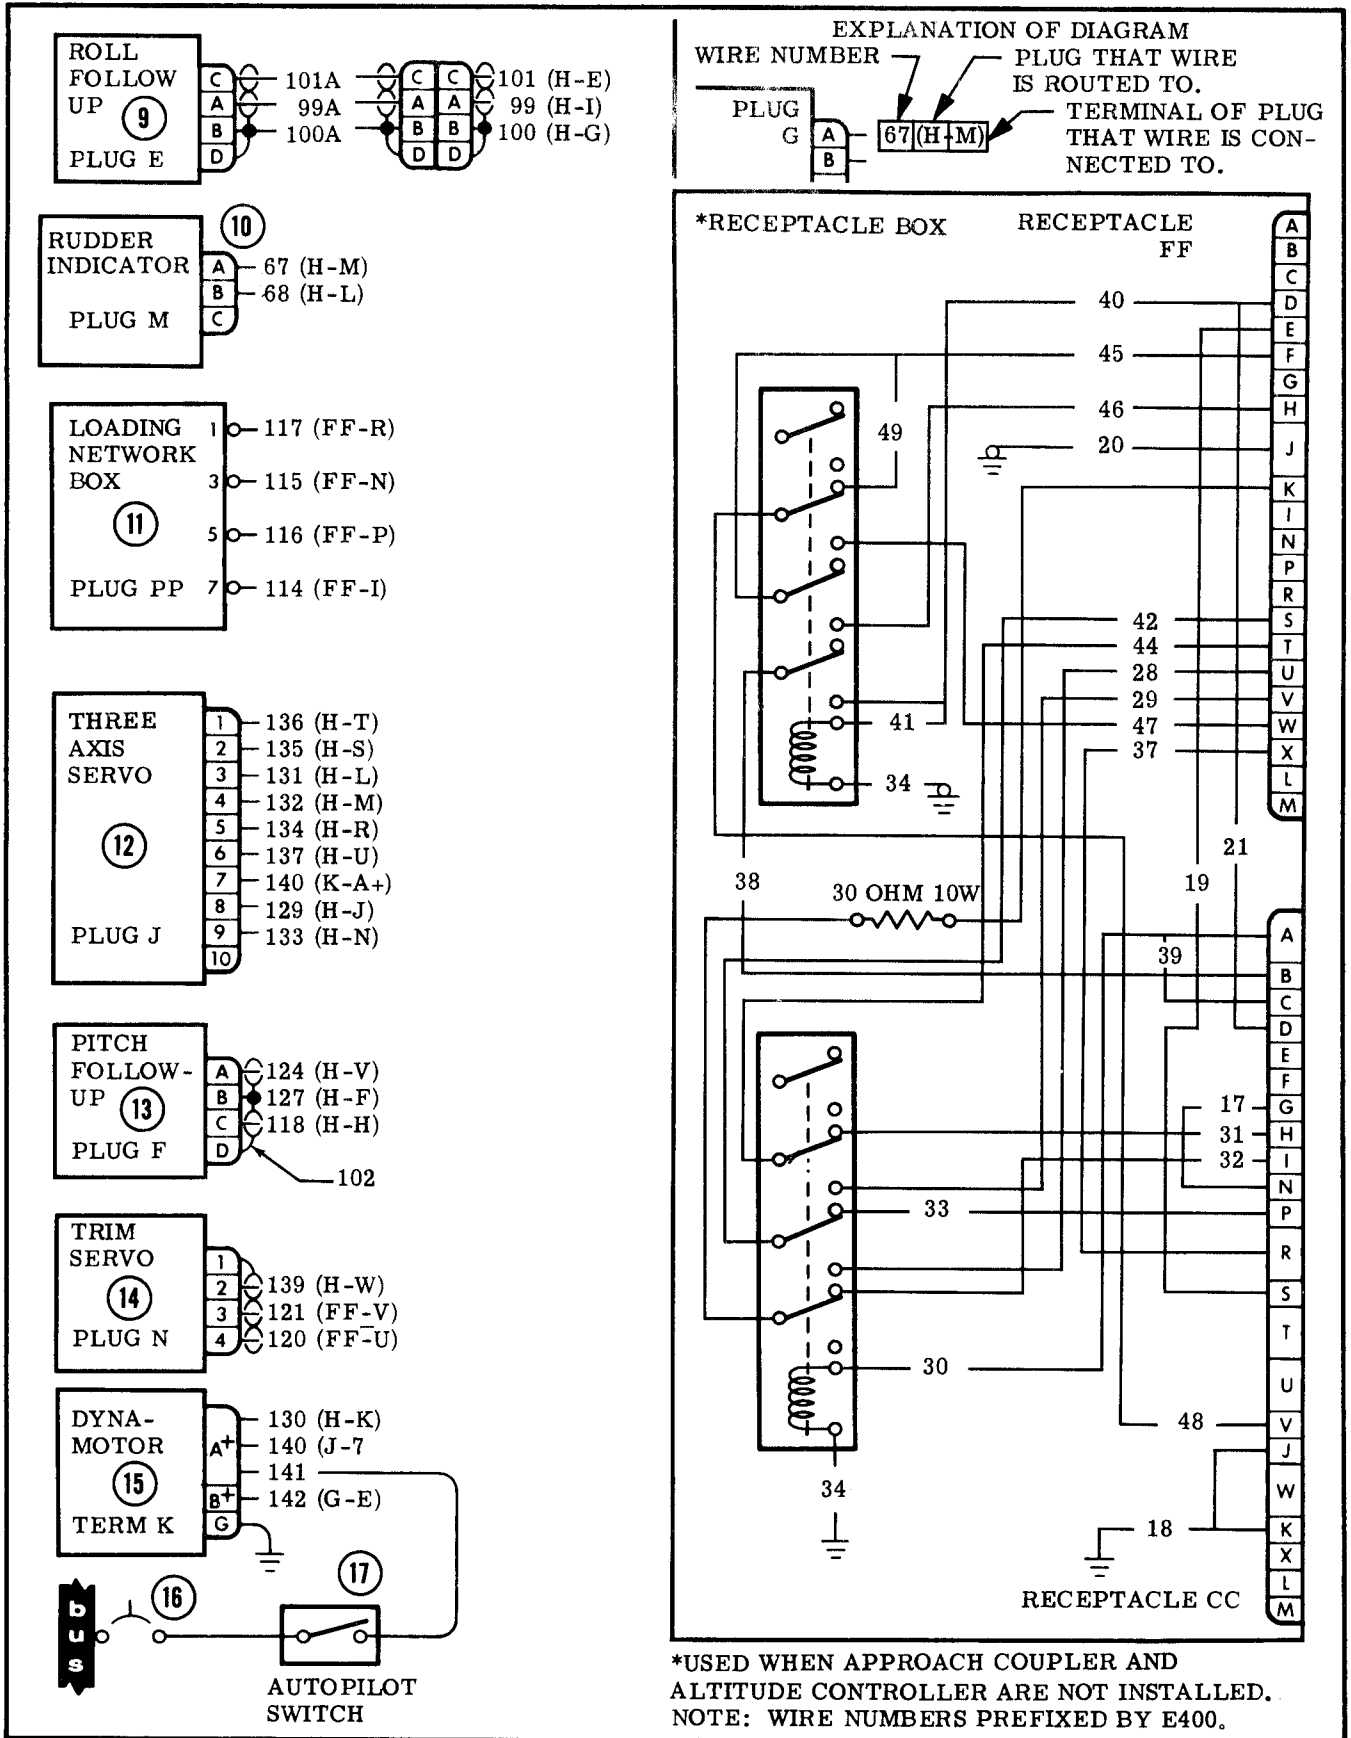 ROLL
FOLLOW
UP 9
PLUG E
C
A
B
D
101A
99A
100A
C C
A A
B B
D D
101 (H-E)
99 (H-I)
100 (H-G)
EXPLANATION OF DIAGRAM
WIRE NUMBER
PLUG THAT WIRE
IS ROUTED TO.
PLUG
G
A
B
67 (H-M)
TERMINAL OF PLUG
THAT WIRE IS CON-
NECTED TO.
10
RUDDER
INDICATOR
PLUG M
A 67 (H-M)
B 68 (H-L)
C
LOADING
NETWORK
BOX
11
PLUG PP
1 117 (FF-R)
3 115 (FF-N)
5 116 (FF-P)
7 114 (FF-I)
THREE
AXIS
SERVO
12
PLUG J
1 136 (H-T)
2 135 (H-S)
3 131 (H-L)
4 132 (H-M)
5 134 (H-R)
6 137 (H-U)
7 140 (K-A+)
8 129 (H-J)
9 133 (H-N)
10
PITCH
FOLLOW-
UP 13
PLUG F
A 124 (H-V)
B 127 (H-F)
C 118 (H-H)
D
102
TRIM
SERVO
14
PLUG N
1
2 139 (H-W)
3 121 (FF-V)
4 120 (FF-U)
DYNA-
MOTOR
15
TERM K
A+
130 (H-K)
140 (J-7
141
B+ 142 (G-E)
G
bus
16
17
AUTOPILOT
SWITCH
*RECEPTACLE BOX
RECEPTACLE
FF
A
B
C
D
E
F
G
H
J
K
I
N
P
R
S
T
U
V
W
X
L
M
40
45
46
20
49
42
44
28
29
47
37
41
34
21
19
38
30 OHM 10W
39
A
B
C
D
E
F
G
H
I
N
P
R
S
T
U
V
J
W
K
X
L
M
17
31
32
33
30
48
34
18
RECEPTACLE CC
*USED WHEN APPROACH COUPLER AND
ALTITUDE CONTROLLER ARE NOT INSTALLED.
NOTE: WIRE NUMBERS PREFIXED BY E400.